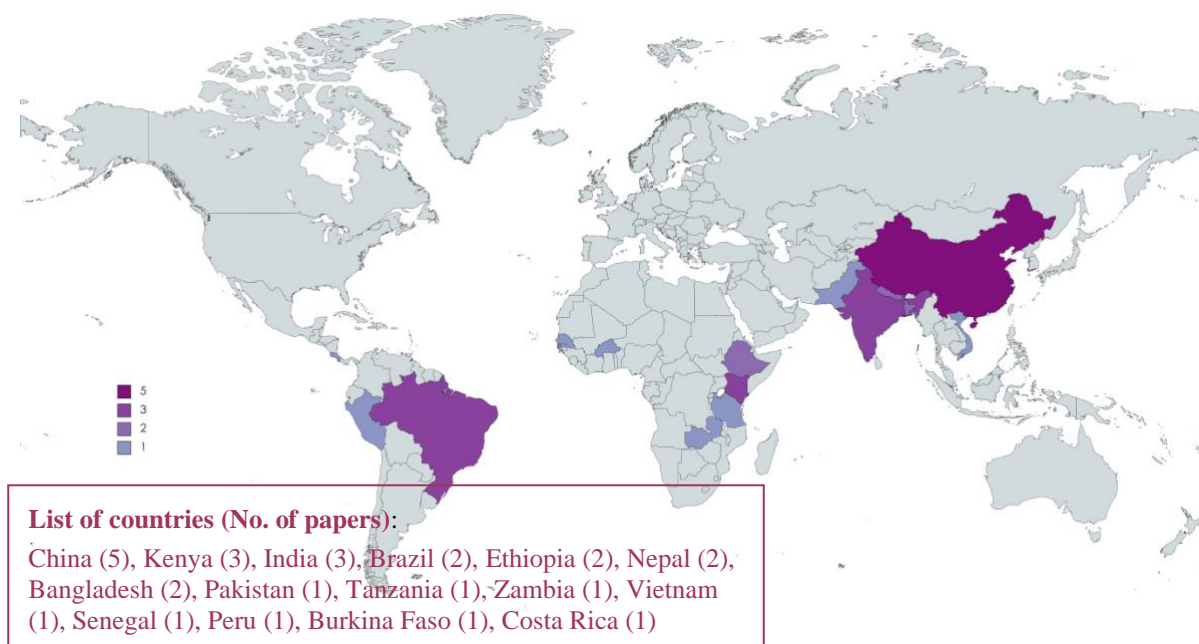 5
3
2
1
List of countries (No. of papers):
China (5), Kenya (3), India (3), Brazil (2), Ethiopia (2), Nepal (2),
Bangladesh (2), Pakistan (1), Tanzania (1), Zambia (1), Vietnam
(1), Senegal (1), Peru (1), Burkina Faso (1), Costa Rica (1)